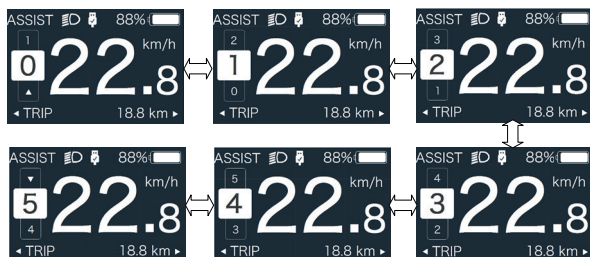 ASSIST 88%
1
km/h
0 22.8
▲
◂ TRIP 18.8 km ▸
ASSIST 88%
2
km/h
1 22.8
0
◂ TRIP 18.8 km ▸
ASSIST 88%
3
km/h
2 22.8
1
◂ TRIP 18.8 km ▸
ASSIST 88%
▼
km/h
5 22.8
4
◂ TRIP 18.8 km ▸
ASSIST 88%
5
km/h
4 22.8
3
◂ TRIP 18.8 km ▸
ASSIST 88%
4
km/h
3 22.8
2
◂ TRIP 18.8 km ▸